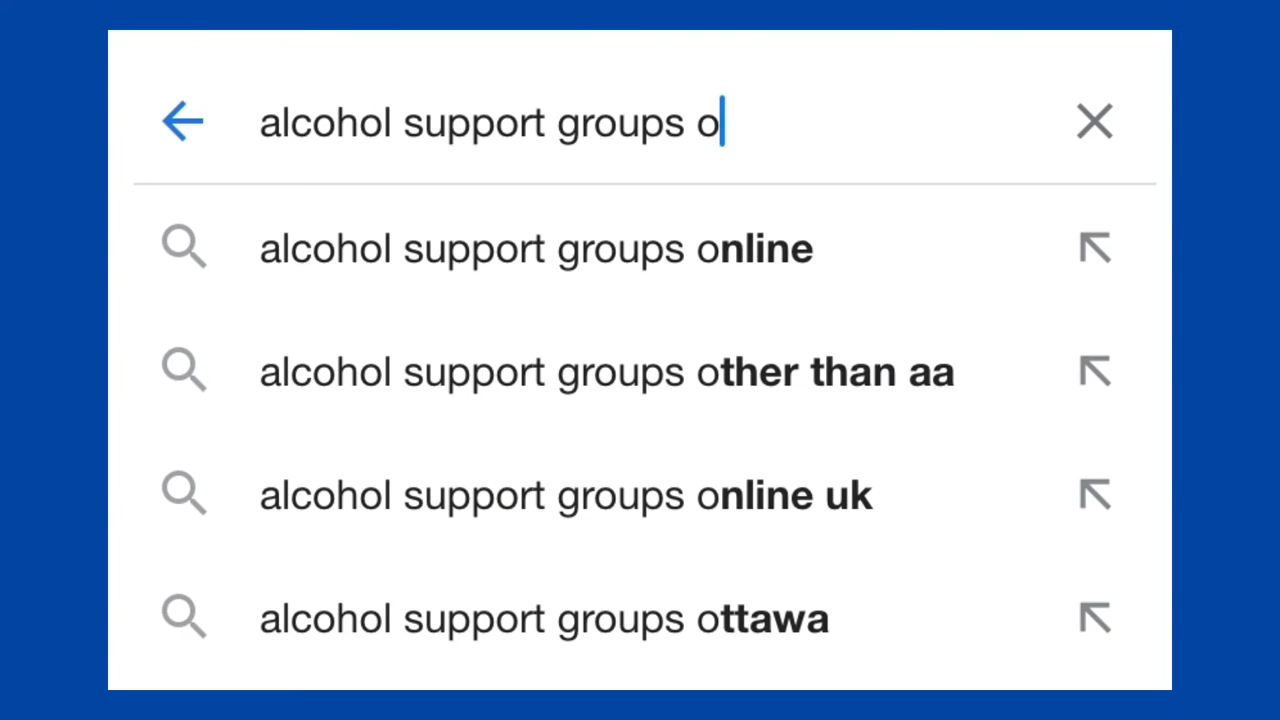 alcohol support groups o
alcohol support groups online
alcohol support groups other than aa
alcohol support groups online uk
alcohol support groups ottawa